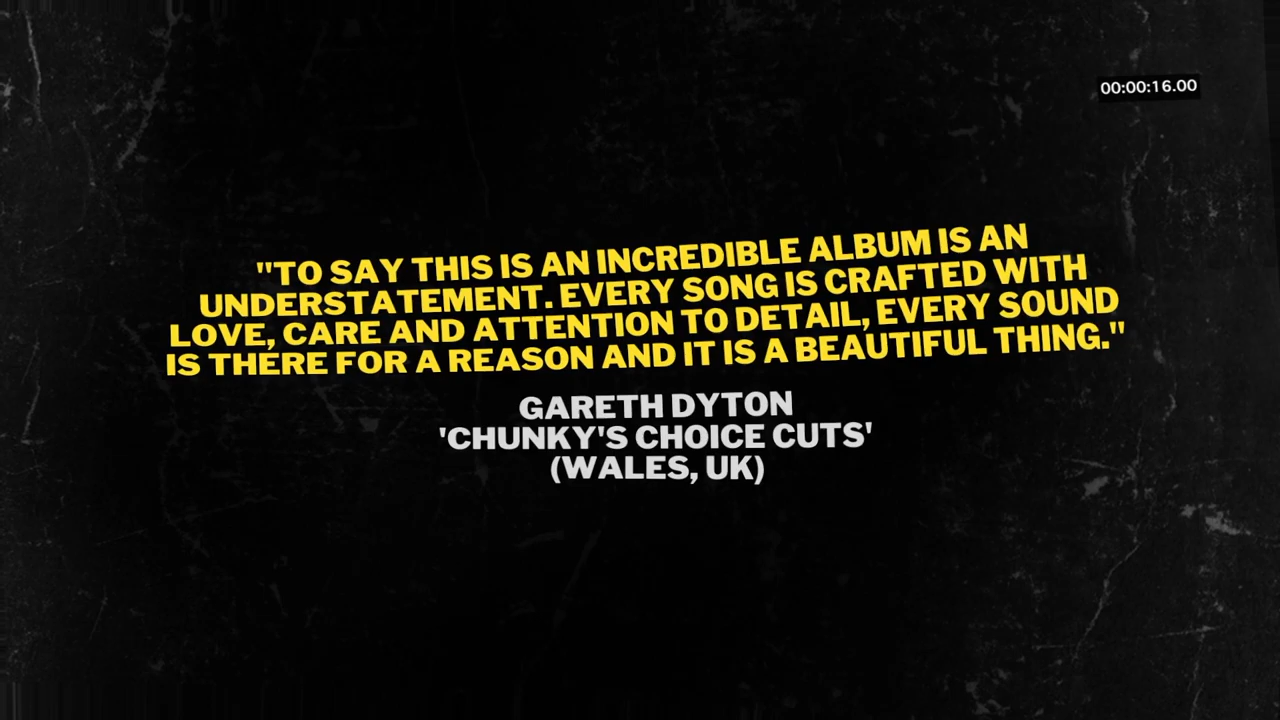 00:00:16.00
"TO SAY THIS IS AN INCREDIBLE ALBUM IS AN
UNDERSTATEMENT. EVERY SONG IS CRAFTED WITH
LOVE, CARE AND ATTENTION TO DETAIL, EVERY SOUND
IS THERE FOR A REASON AND IT IS A BEAUTIFUL THING."
GARETH DYTON
'CHUNKY'S CHOICE CUTS'
(WALES, UK)